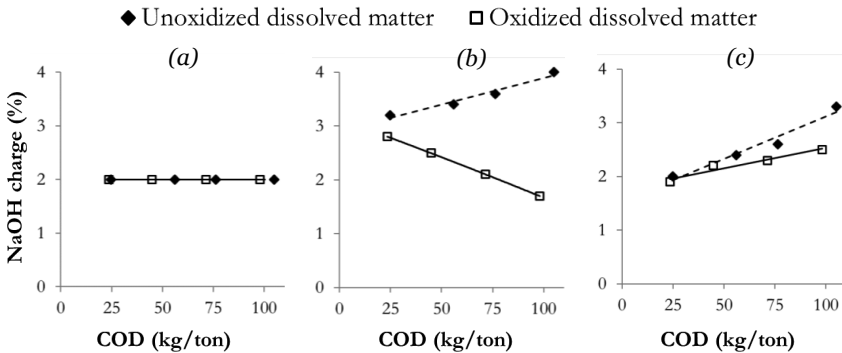 Unoxidized dissolved matter Oxidized dissolved matter
(a) (b) (c)
NaOH charge (%)
4 4 4
3 3 3
2 2 2
1 1 1
0 0 0
0 25 50 75 100 0 25 50 75 100 0 25 50 75 100
COD (kg/ton) COD (kg/ton) COD (kg/ton)